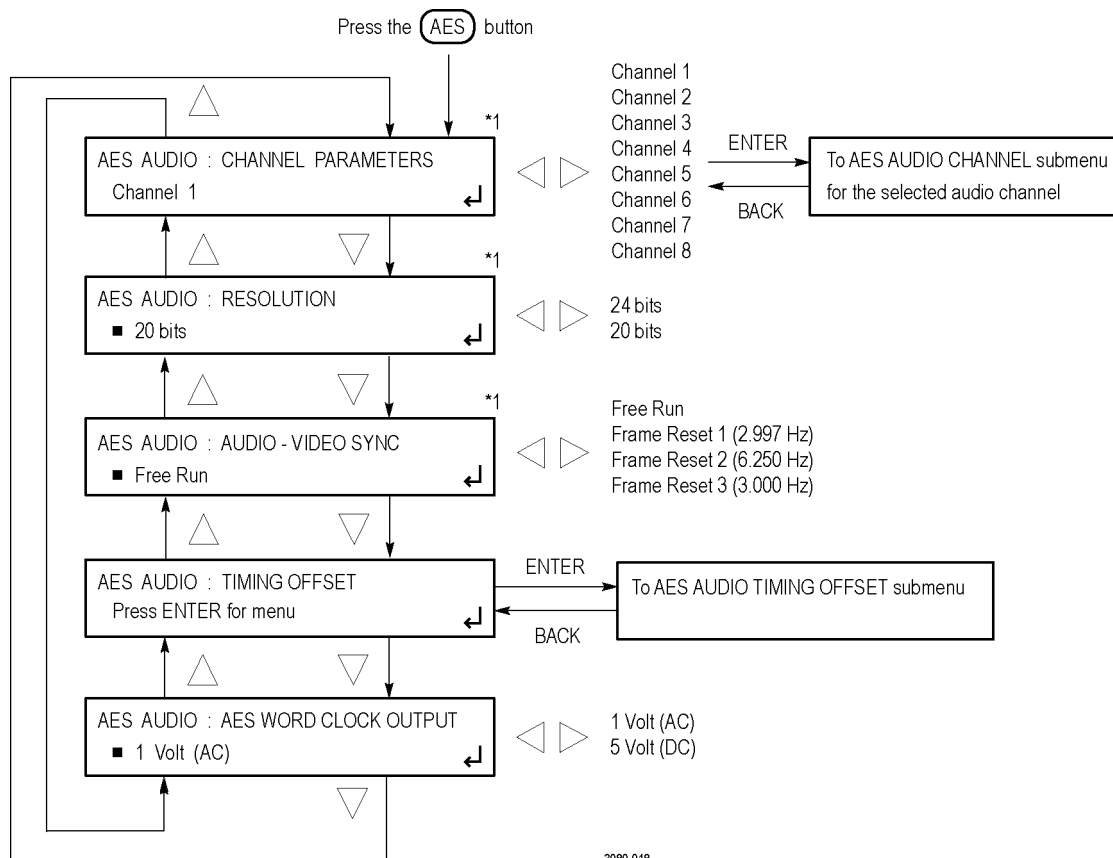 Press the AES button
*1
AES AUDIO : CHANNEL PARAMETERS
Channel 1
Channel 1
Channel 2
Channel 3
Channel 4
Channel 5
Channel 6
Channel 7
Channel 8
ENTER
BACK
To AES AUDIO CHANNEL submenu
for the selected audio channel
*1
AES AUDIO : RESOLUTION
■ 20 bits
24 bits
20 bits
*1
AES AUDIO : AUDIO - VIDEO SYNC
■ Free Run
Free Run
Frame Reset 1 (2.997 Hz)
Frame Reset 2 (6.250 Hz)
Frame Reset 3 (3.000 Hz)
AES AUDIO : TIMING OFFSET
Press ENTER for menu
ENTER
BACK
To AES AUDIO TIMING OFFSET submenu
AES AUDIO : AES WORD CLOCK OUTPUT
■ 1 Volt (AC)
1 Volt (AC)
5 Volt (DC)